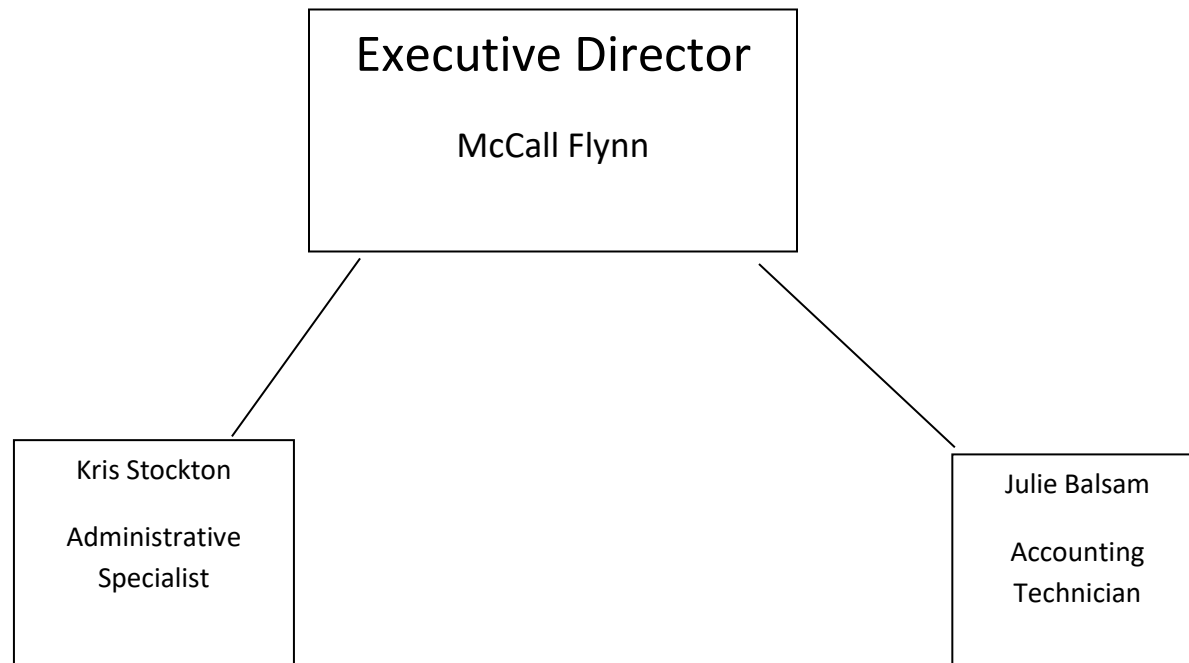 Executive Director
McCall Flynn
Kris Stockton
Administrative
Specialist
Julie Balsam
Accounting
Technician